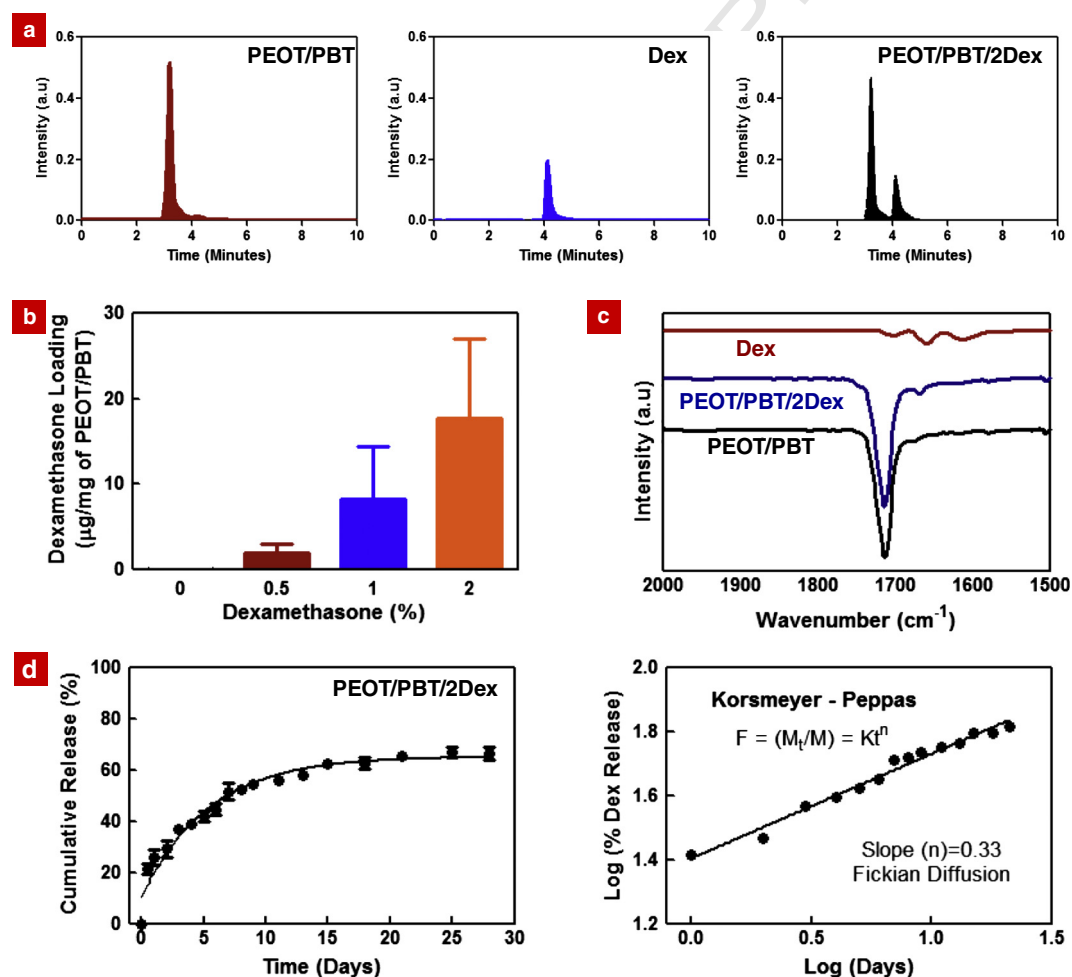 a
PEOT/PBT
Dex
PEOT/PBT/2Dex
Intensity (a.u)
0.6
0.4
0.2
0.0
0 2 4 6 8 10
Time (Minutes)
Intensity (a.u)
0.6
0.4
0.2
0.0
0 2 4 6 8 10
Time (Minutes)
Intensity (a.u)
0.6
0.4
0.2
0.0
0 2 4 6 8 10
Time (Minutes)
b
Dexamethasone Loading
(µg/mg of PEOT/PBT)
30
20
10
0
0 0.5 1 2
Dexamethasone (%)
c
Dex
PEOT/PBT/2Dex
PEOT/PBT
Intensity (a.u)
2000 1900 1800 1700 1600 1500
Wavenumber (cm⁻¹)
d
PEOT/PBT/2Dex
Cumulative Release (%)
100
80
60
40
20
0
0 5 10 15 20 25 30
Time (Days)
Korsmeyer - Peppas
F = (Mₜ/M) = Ktⁿ
Slope (n)=0.33
Fickian Diffusion
Log (% Dex Release)
2.0
1.8
1.6
1.4
1.2
0.0 0.5 1.0 1.5
Log (Days)